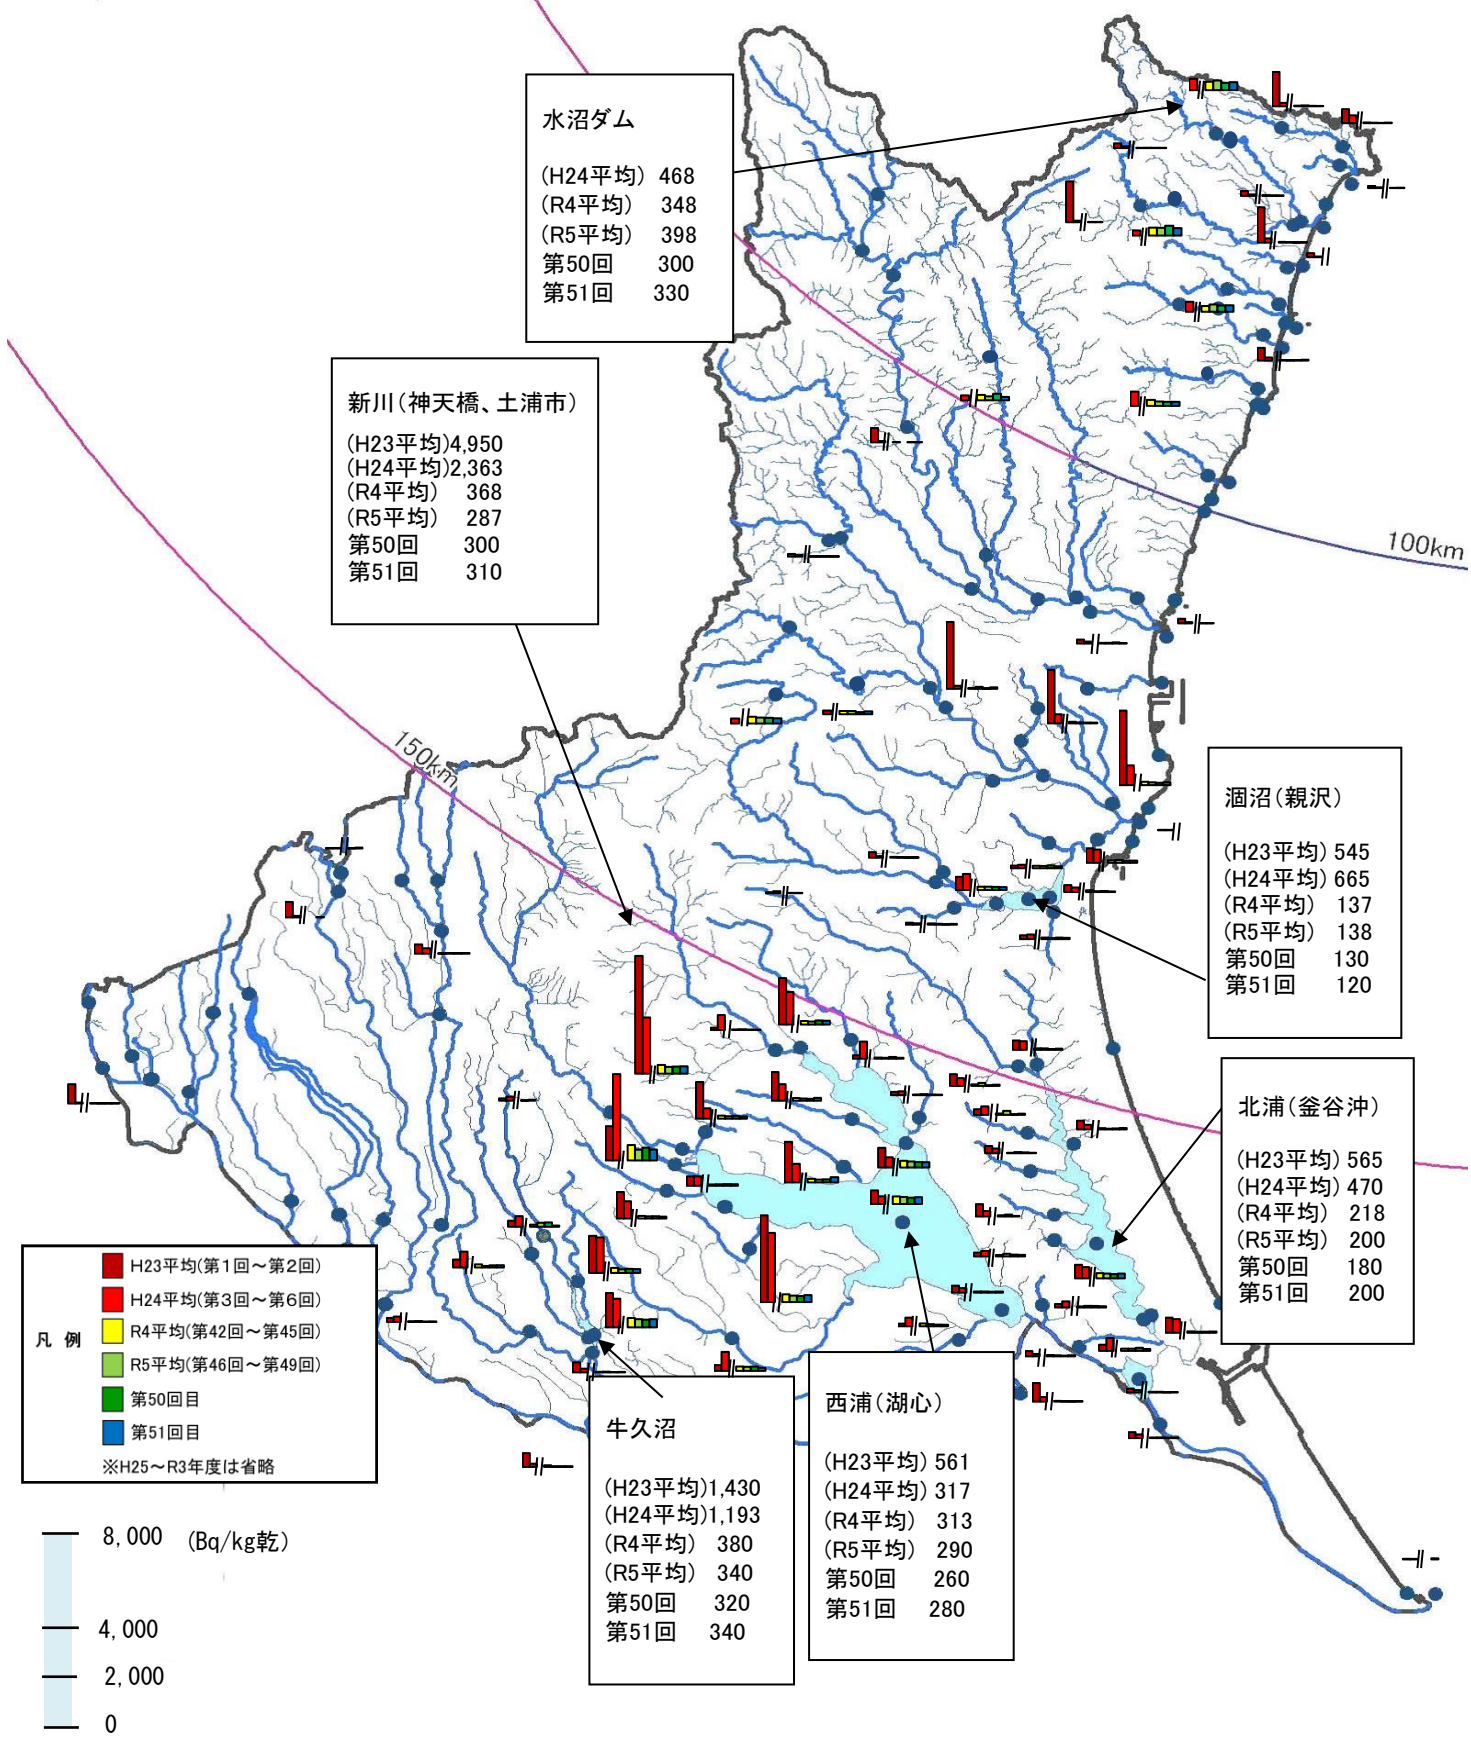 水沼ダム
(H24平均) 468
(R4平均) 348
(R5平均) 398
第50回 300
第51回 330
新川(神天橋、土浦市)
(H23平均)4,950
(H24平均)2,363
(R4平均) 368
(R5平均) 287
第50回 300
第51回 310
100km
150km
涸沼(親沢)
(H23平均) 545
(H24平均) 665
(R4平均) 137
(R5平均) 138
第50回 130
第51回 120
北浦(釜谷沖)
(H23平均) 565
(H24平均) 470
(R4平均) 218
(R5平均) 200
第50回 180
第51回 200
凡 例
H23平均(第1回～第2回)
H24平均(第3回～第6回)
R4平均(第42回～第45回)
R5平均(第46回～第49回)
第50回目
第51回目
※H25～R3年度は省略
牛久沼
(H23平均)1,430
(H24平均)1,193
(R4平均) 380
(R5平均) 340
第50回 320
第51回 340
西浦(湖心)
(H23平均) 561
(H24平均) 317
(R4平均) 313
(R5平均) 290
第50回 260
第51回 280
8,000 (Bq/kg乾)
4,000
2,000
0